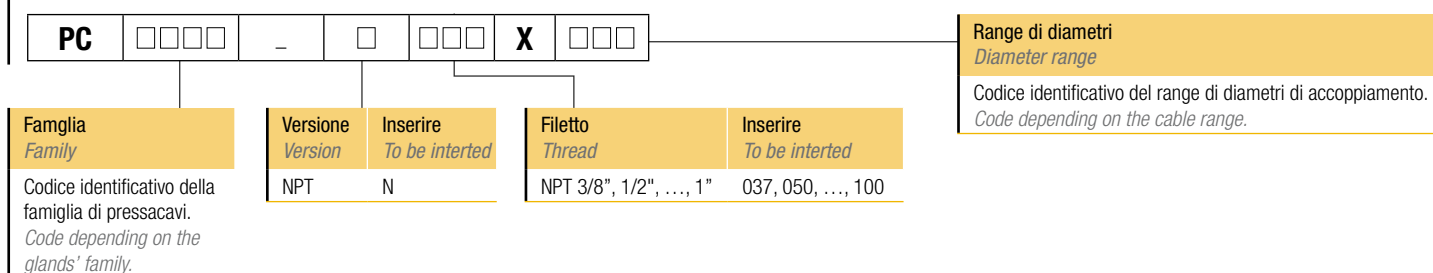 PC □□□□ _ □ □□□ X □□□
Range di diametri
Diameter range
Codice identificativo del range di diametri di accoppiamento.
Code depending on the cable range.
Famglia
Family
Codice identificativo della
famiglia di pressacavi.
Code depending on the
glands’ family.
Versione Inserire
Version To be interted
NPT N
Filetto Inserire
Thread To be interted
NPT 3/8”, 1/2", …, 1” 037, 050, …, 100